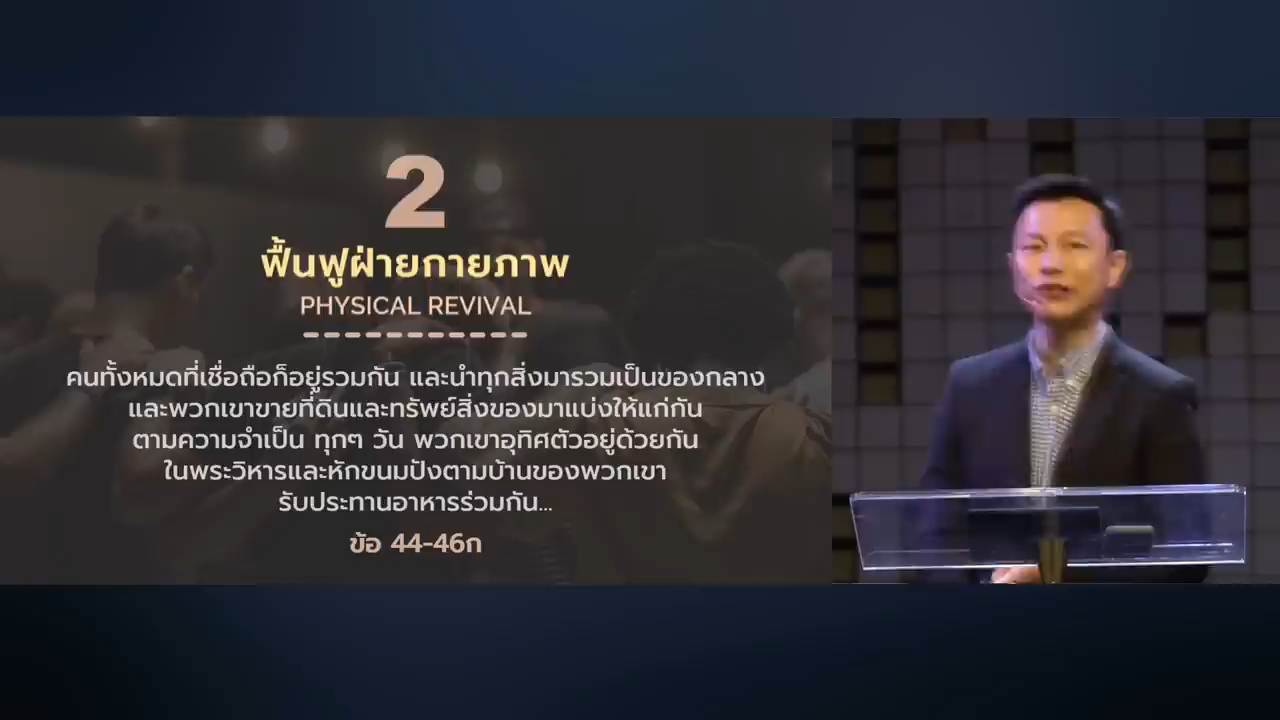 2
ฟื้นฟูฝ่ายกายภาพ
PHYSICAL REVIVAL
คนทั้งหมดที่เชื่อถือก็อยู่รวมกัน และนำทุกสิ่งมารวมเป็นของกลาง
และพวกเขาขายที่ดินและทรัพย์สิ่งของมาแบ่งให้แก่กัน
ตามความจำเป็น ทุกๆ วัน พวกเขาอุทิศตัวอยู่ด้วยกัน
ในพระวิหารและหักขนมปังตามบ้านของพวกเขา
รับประทานอาหารร่วมกัน...
ข้อ 44-46ก